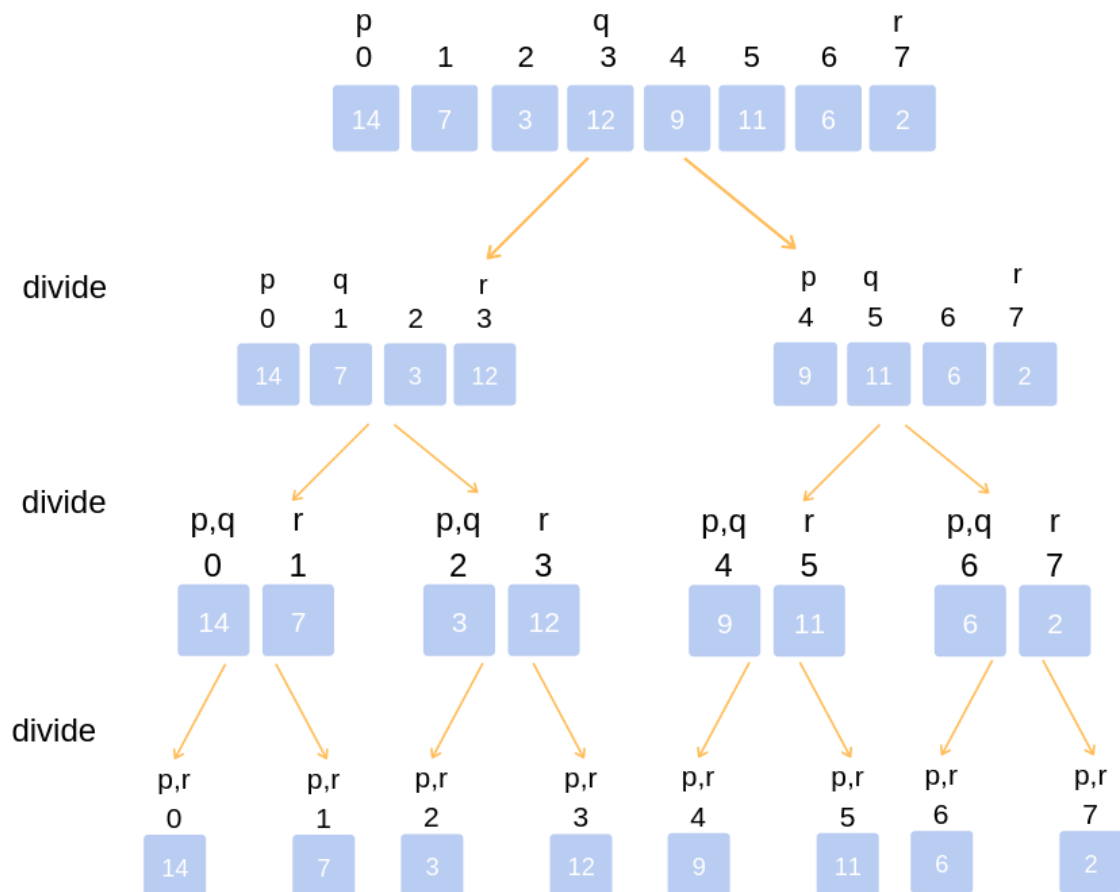 p q r
0 1 2 3 4 5 6 7
14 7 3 12 9 11 6 2
divide
p q r p q r
0 1 2 3 4 5 6 7
14 7 3 12 9 11 6 2
divide
p,q r p,q r p,q r p,q r
0 1 2 3 4 5 6 7
14 7 3 12 9 11 6 2
divide
p,r p,r p,r p,r p,r p,r p,r p,r
0 1 2 3 4 5 6 7
14 7 3 12 9 11 6 2